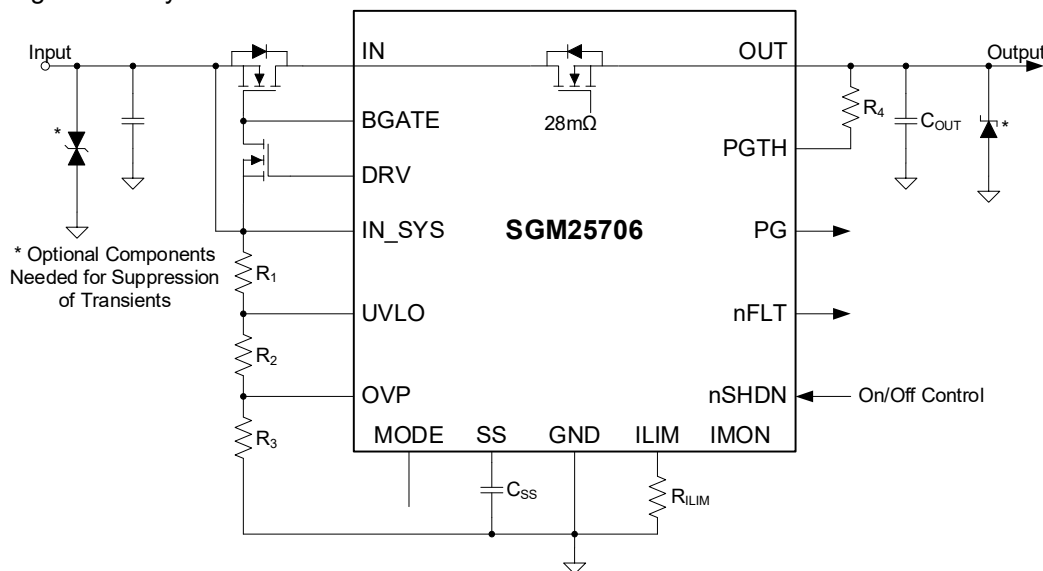 Input
IN
OUT
Output
BGATE
28mΩ
R4
COUT
*
*
PGTH
DRV
IN_SYS
SGM25706
PG
* Optional Components
Needed for Suppression
of Transients
R1
UVLO
nFLT
R2
OVP
nSHDN
On/Off Control
R3
MODE
SS
GND
ILIM
IMON
CSS
RILIM